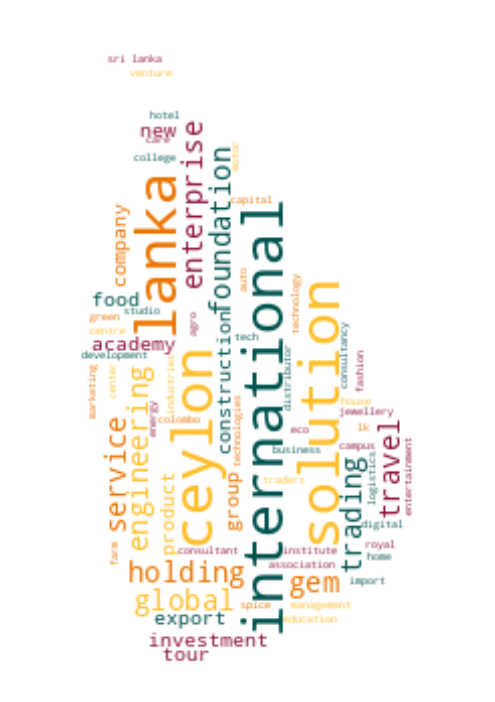 sri lanka
venture
hotel
new
care
college
enterprise
foundation
motor
capital
lanka
international
company
food
studio
green
centre
academy
development
agro
auto
technology
tech
construction
solution
consultancy
distributor
fashion
marketing
center
industries
ceylon
engineering
energy
colombo
technologies
house
jewellery
eco
lk
business
campus
travel
entertainment
service
product
group
traders
trading
logistics
digital
farm
consultant
institute
royal
home
association
holding
gem
import
global
spice
management
export
education
investment
tour